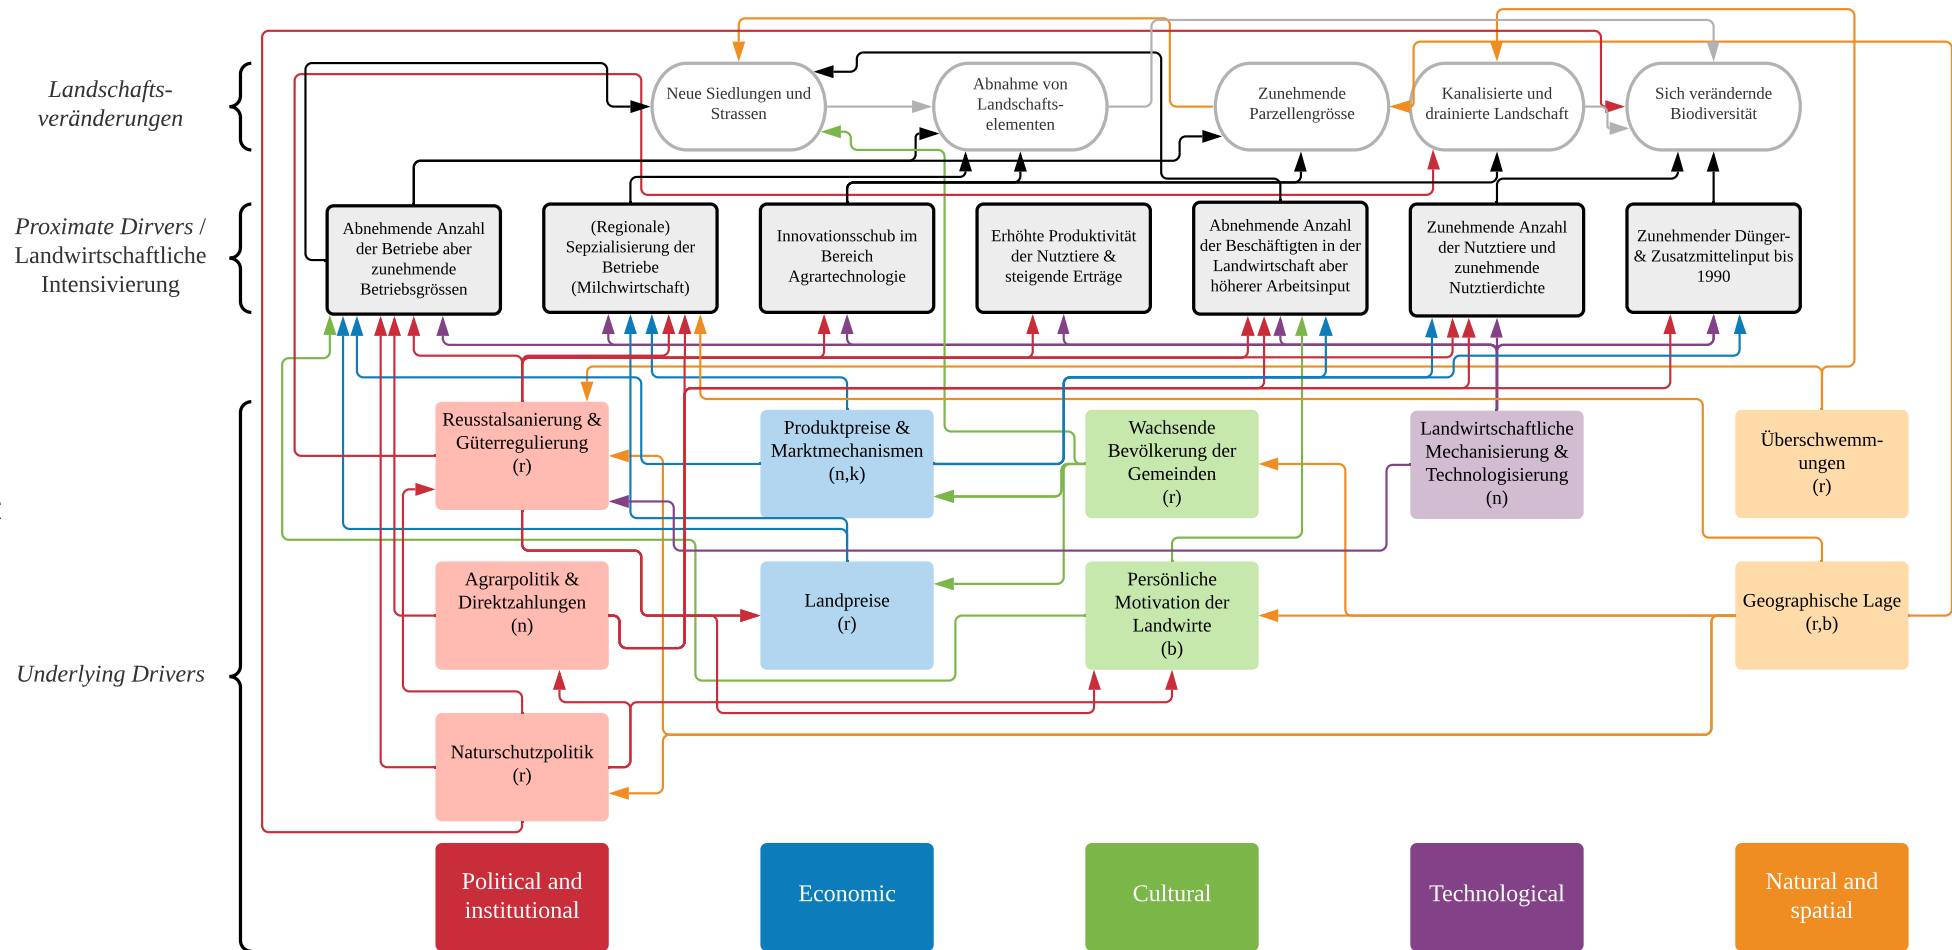 Landschafts-
veränderungen
Neue Siedlungen und
Strassen
Abnahme von
Landschafts-
elementen
Zunehmende
Parzellengrösse
Kanalisierte und
drainierte Landschaft
Sich verändernde
Biodiversität
Proximate Dirvers /
Landwirtschaftliche
Intensivierung
Abnehmende Anzahl
der Betriebe aber
zunehmende
Betriebsgrössen
(Regionale)
Sepzialisierung der
Betriebe
(Milchwirtschaft)
Innovationsschub im
Bereich
Agrartechnologie
Erhöhte Produktivität
der Nutztiere &
steigende Erträge
Abnehmende Anzahl
der Beschäftigten in der
Landwirtschaft aber
höherer Arbeitsinput
Zunehmende Anzahl
der Nutztiere und
zunehmende
Nutztierdichte
Zunehmender Dünger-
& Zusatzmittelinput bis
1990
Underlying Drivers
Reusstalsanierung &
Güterregulierung
(r)
Produktpreise &
Marktmechanismen
(n,k)
Wachsende
Bevölkerung der
Gemeinden
(r)
Landwirtschaftliche
Mechanisierung &
Technologisierung
(n)
Überschwemm-
ungen
(r)
Agrarpolitik &
Direktzahlungen
(n)
Landpreise
(r)
Persönliche
Motivation der
Landwirte
(b)
Geographische Lage
(r,b)
Naturschutzpolitik
(r)
Political and
institutional
Economic
Cultural
Technological
Natural and
spatial